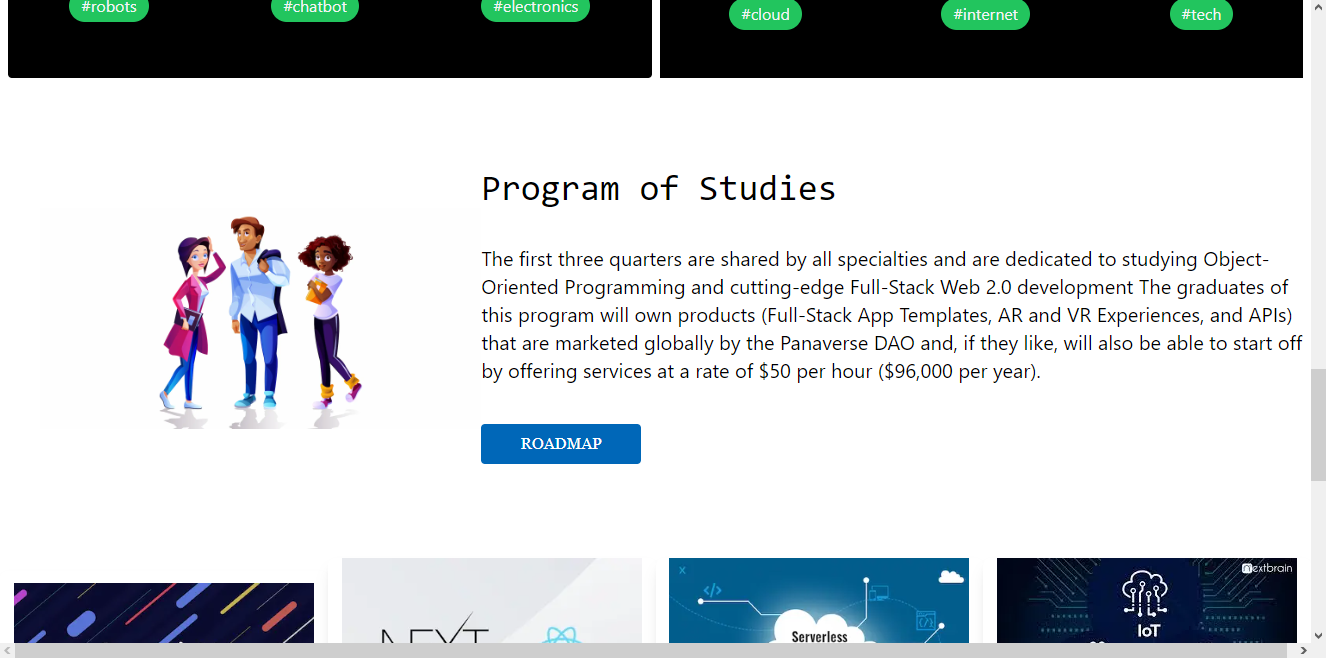 #robots #chatbot #electronics #cloud #internet #tech
Program of Studies
The first three quarters are shared by all specialties and are dedicated to studying Object-
Oriented Programming and cutting-edge Full-Stack Web 2.0 development The graduates of
this program will own products (Full-Stack App Templates, AR and VR Experiences, and APIs)
that are marketed globally by the Panaverse DAO and, if they like, will also be able to start off
by offering services at a rate of $50 per hour ($96,000 per year).
ROADMAP
NEXT
Serverless
nextbrain
IoT